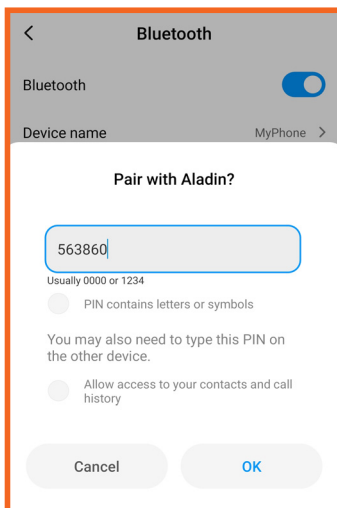 Bluetooth
Bluetooth
Device name MyPhone
Pair with Aladin?
563860
Usually 0000 or 1234
PIN contains letters or symbols
You may also need to type this PIN on
the other device.
Allow access to your contacts and call
history
Cancel OK